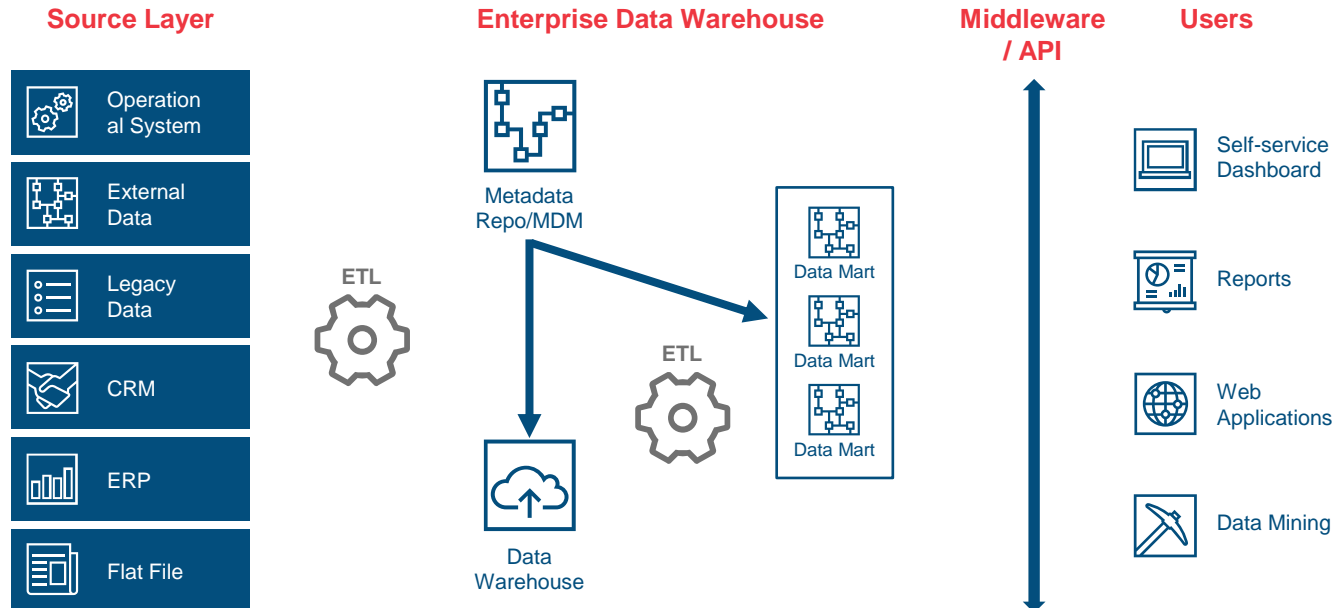 Source Layer
Enterprise Data Warehouse
Middleware
/ API
Users
Operation
al System
External
Data
Legacy
Data
CRM
ERP
Flat File
ETL
Metadata
Repo/MDM
Data
Warehouse
ETL
Data Mart
Data Mart
Data Mart
Self-service
Dashboard
Reports
Web
Applications
Data Mining